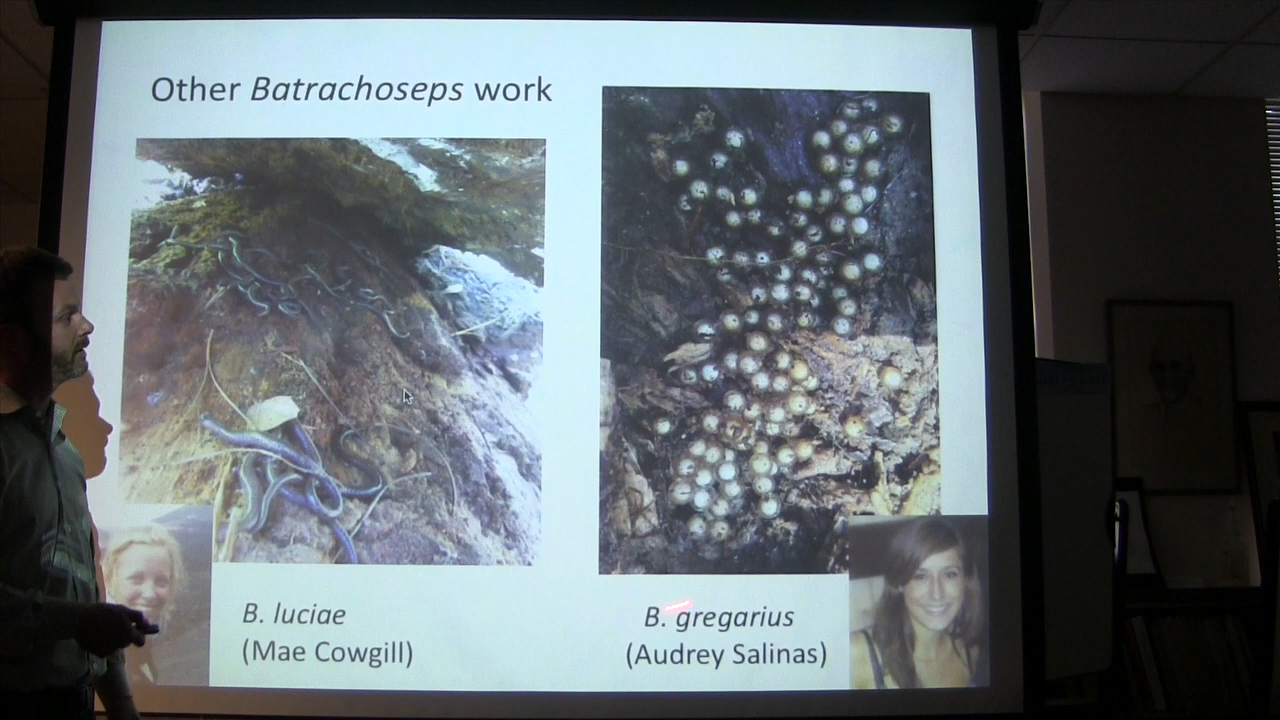 Other Batrachoseps work
B. luciae
(Mae Cowgill)
B. gregarius
(Audrey Salinas)